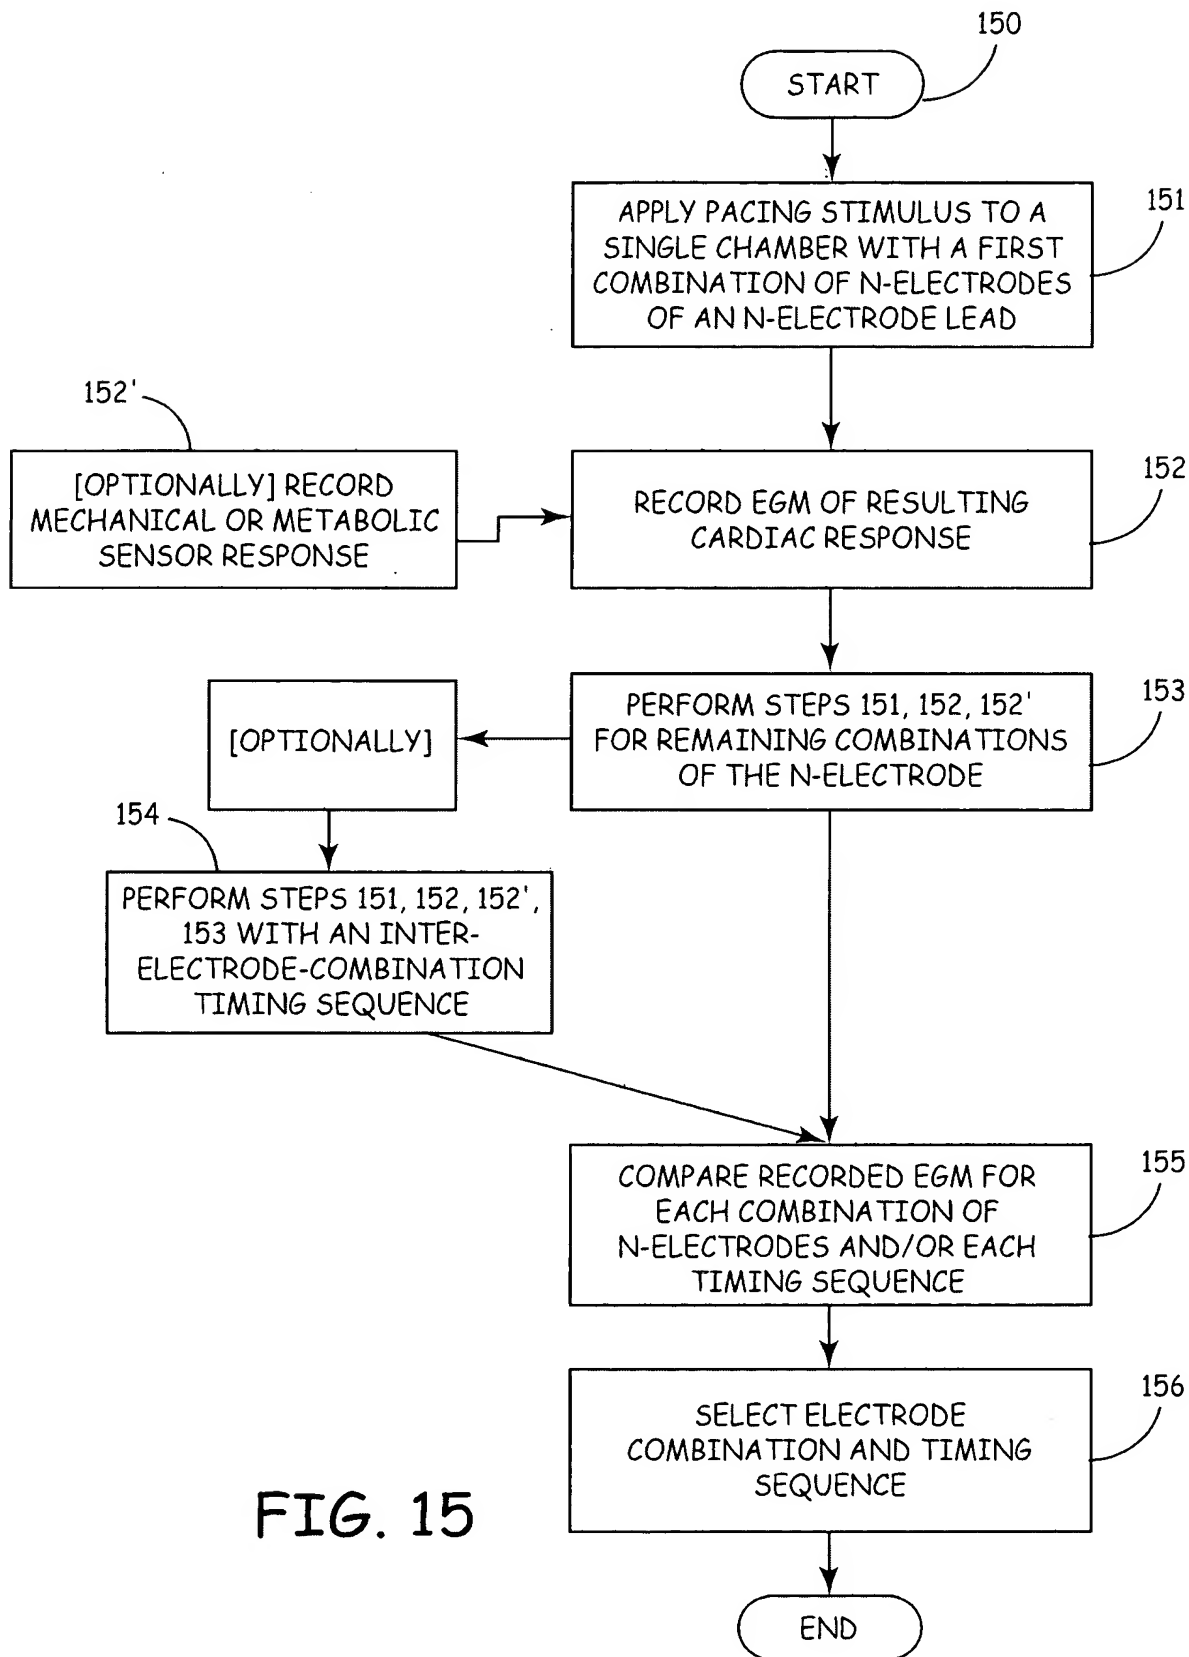 150
START
151
APPLY PACING STIMULUS TO A
SINGLE CHAMBER WITH A FIRST
COMBINATION OF N-ELECTRODES
OF AN N-ELECTRODE LEAD
152'
[OPTIONALLY] RECORD
MECHANICAL OR METABOLIC
SENSOR RESPONSE
152
RECORD EGM OF RESULTING
CARDIAC RESPONSE
153
PERFORM STEPS 151, 152, 152'
FOR REMAINING COMBINATIONS
OF THE N-ELECTRODE
[OPTIONALLY]
154
PERFORM STEPS 151, 152, 152',
153 WITH AN INTER-
ELECTRODE-COMBINATION
TIMING SEQUENCE
155
COMPARE RECORDED EGM FOR
EACH COMBINATION OF
N-ELECTRODES AND/OR EACH
TIMING SEQUENCE
156
SELECT ELECTRODE
COMBINATION AND TIMING
SEQUENCE
FIG. 15
END